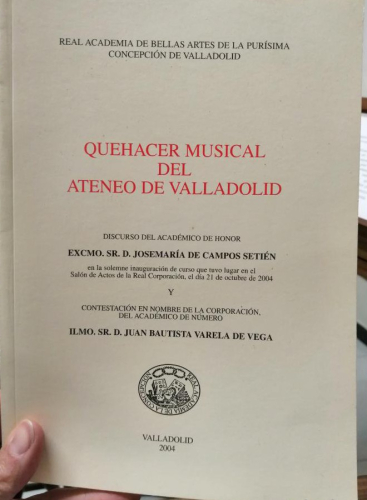 REAL ACADEMIA DE BELLAS ARTES DE LA PURÍSIMA
CONCEPCIÓN DE VALLADOLID
QUEHACER MUSICAL
DEL
ATENEO DE VALLADOLID
DISCURSO DEL ACADÉMICO DE HONOR
EXCMO. SR. D. JOSEMARÍA DE CAMPOS SETIÉN
en la solemne inauguración de curso que tuvo lugar en el
Salón de Actos de la Real Corporación, el día 21 de octubre de 2004
Y
CONTESTACIÓN EN NOMBRE DE LA CORPORACIÓN,
DEL ACADÉMICO DE NÚMERO
ILMO. SR. D. JUAN BAUTISTA VARELA DE VEGA
VALLADOLID
2004